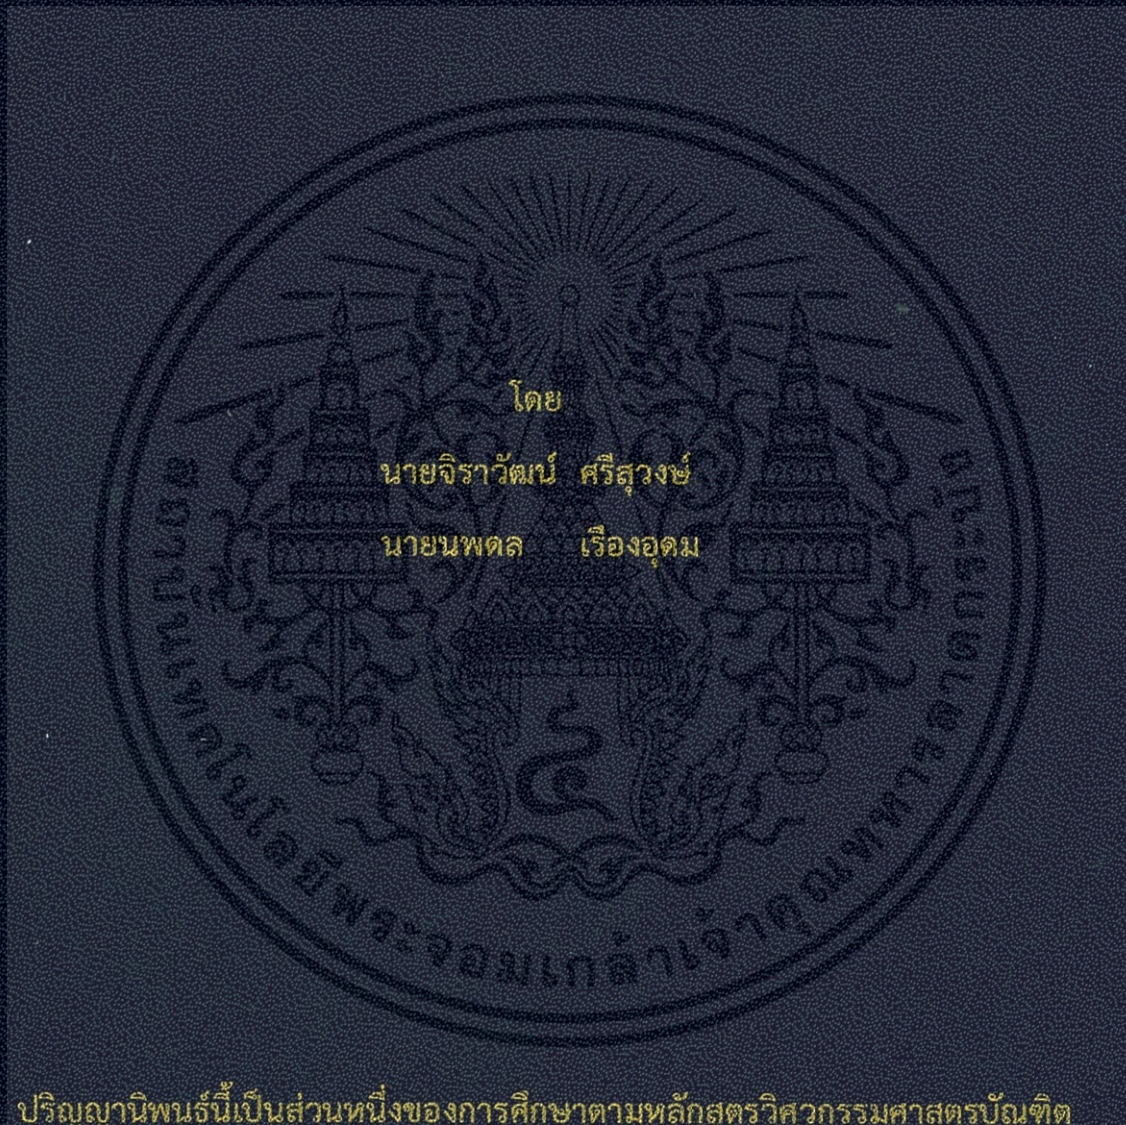 โดย
นายจิราวัฒน์ ศรีสุวงษ์
นายนพดล เรืองอุดม
สถาบันเทคโนโลยีพระจอมเกล้าเจ้าคุณทหารลาดกระบัง
ปริญญานิพนธ์นี้เป็นส่วนหนึ่งของการศึกษาตามหลักสูตรวิศวกรรมศาสตรบัณฑิต